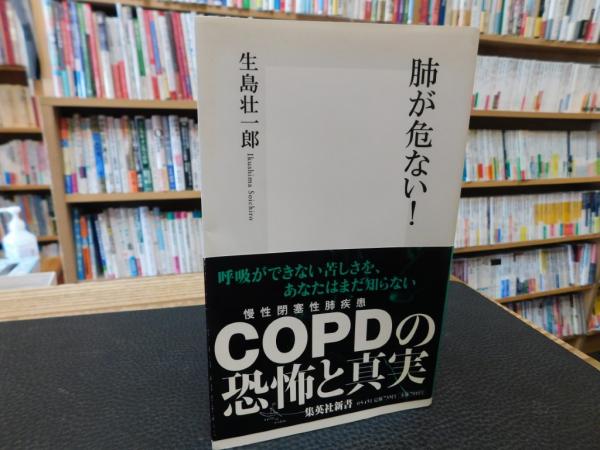 肺が危ない!
生島壮一郎
Ikushima Soichiro
呼吸ができない苦しさを、
あなたはまだ知らない
慢性閉塞性肺疾患
COPDの
恐怖と真実
集英社新書